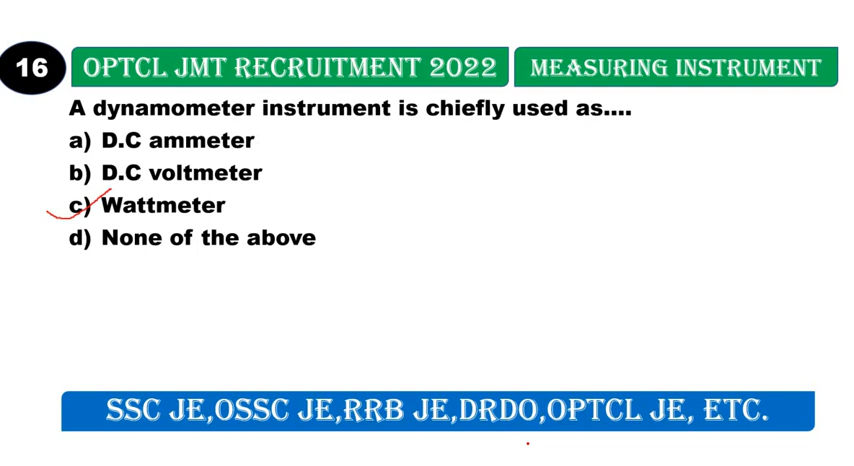 16
OPTCL JMT RECRUITMENT 2022
MEASURING INSTRUMENT
A dynamometer instrument is chiefly used as....
a) D.C ammeter
b) D.C voltmeter
c) Wattmeter
d) None of the above
SSC JE,OSSC JE,RRB JE,DRDO,OPTCL JE, ETC.